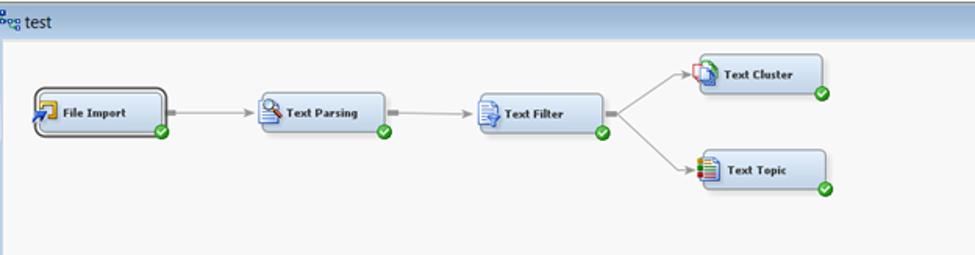 test
File Import
Text Parsing
Text Filter
Text Cluster
Text Topic